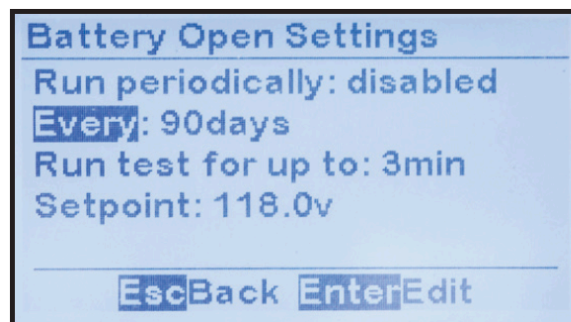 Battery Open Settings
Run periodically: disabled
Every: 90days
Run test for up to: 3min
Setpoint: 118.0v
EscBack EnterEdit